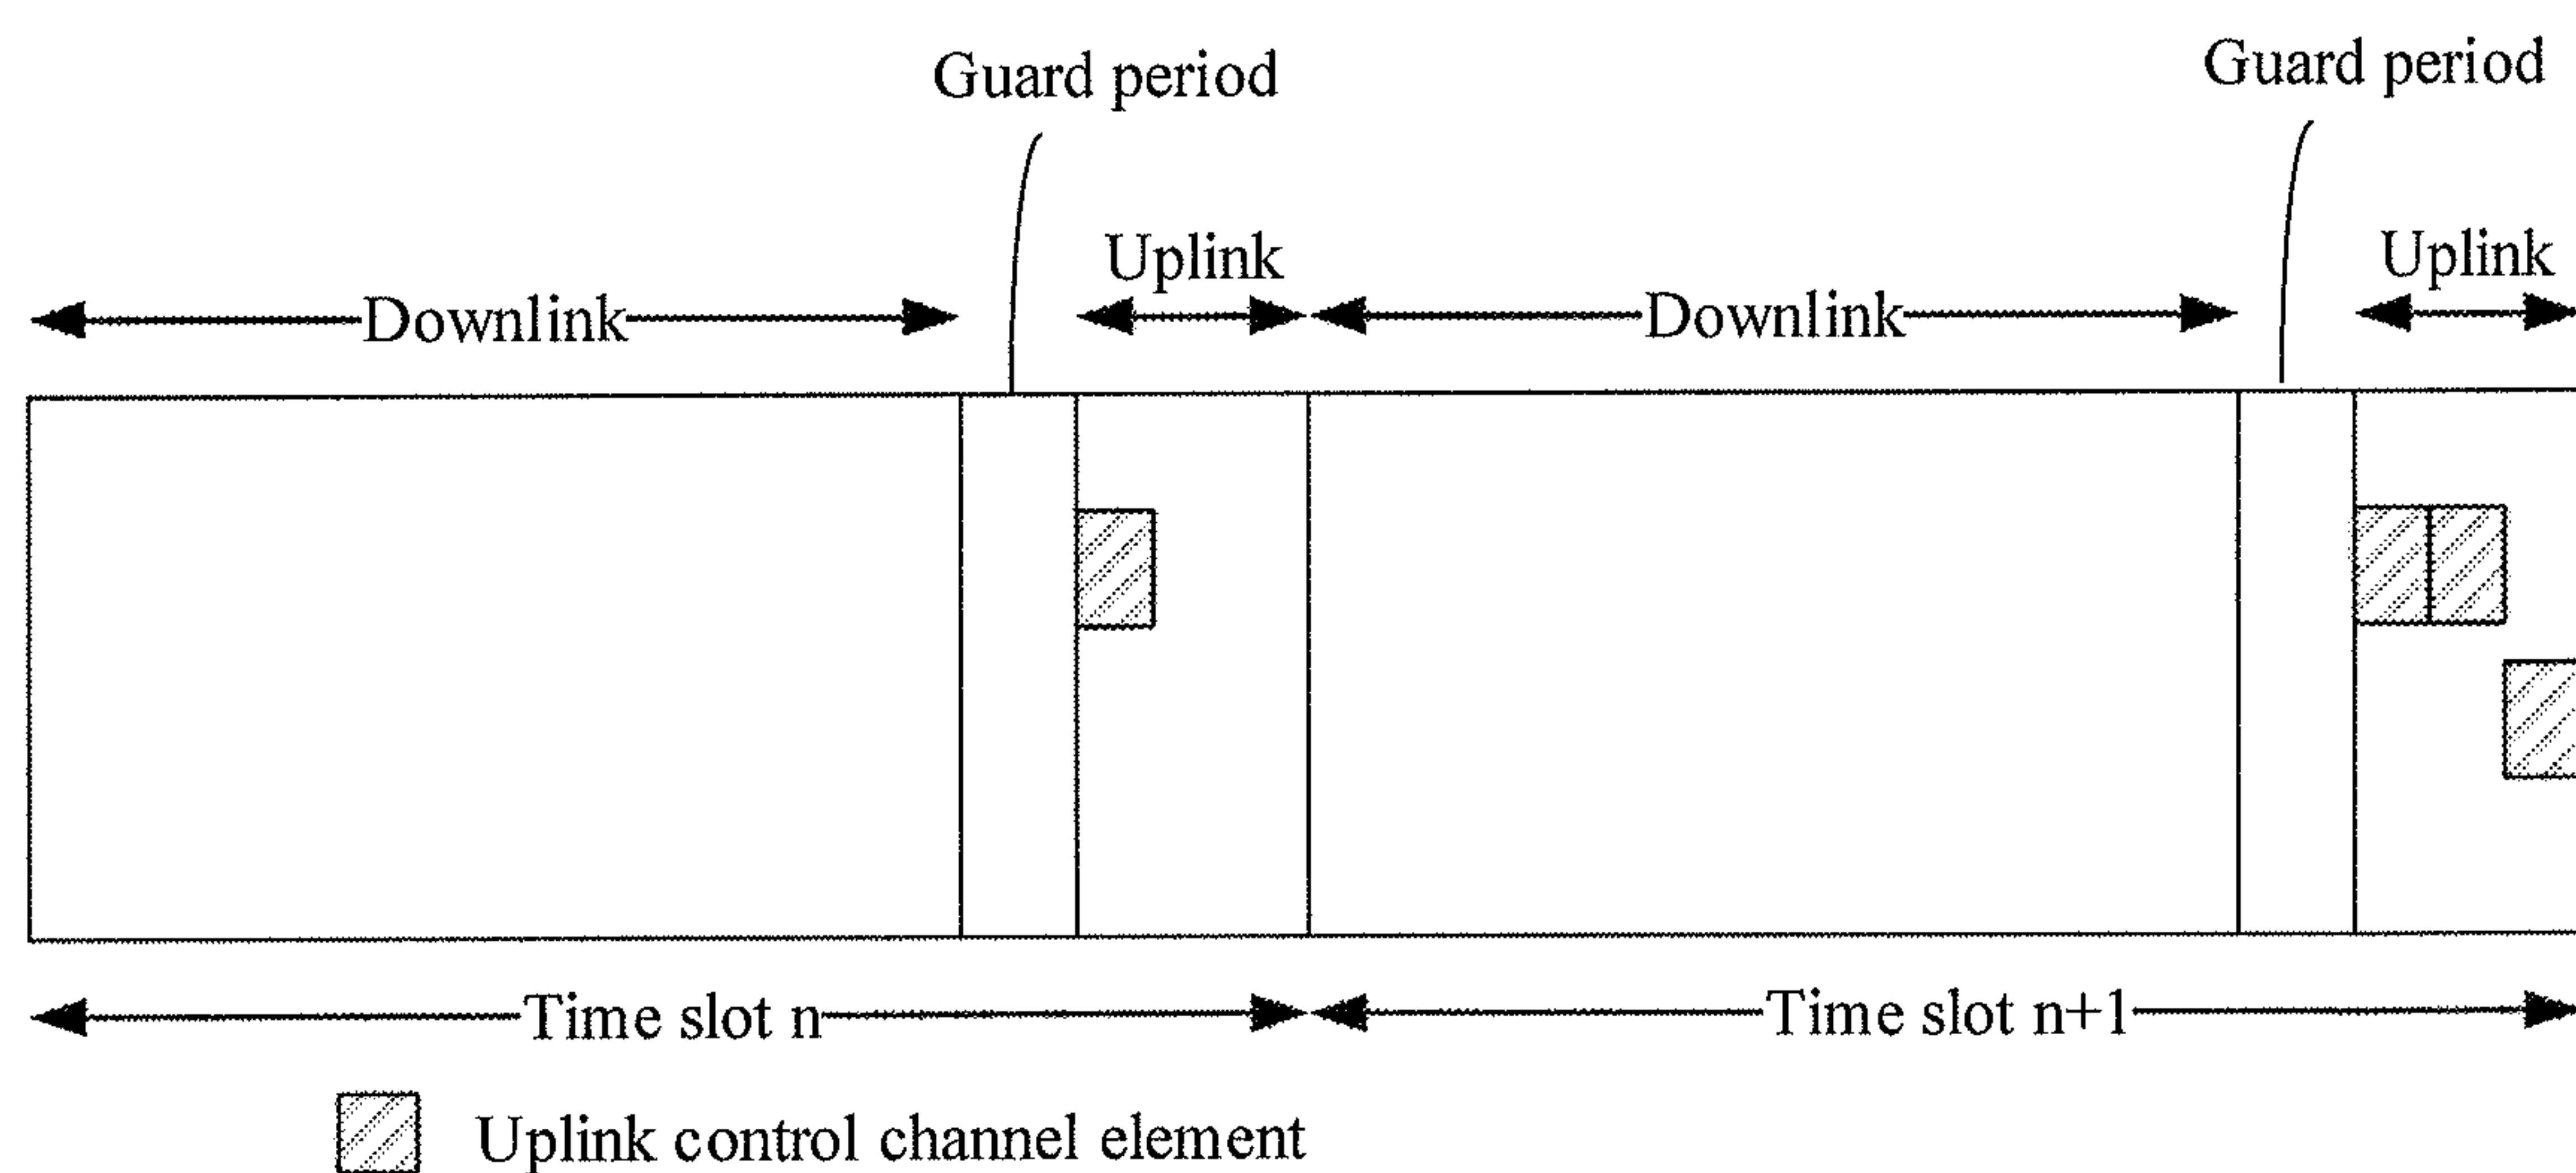 Guard period
Guard period
Uplink
Uplink
Downlink
Downlink
Time slot n
Time slot n+1
Uplink control channel element